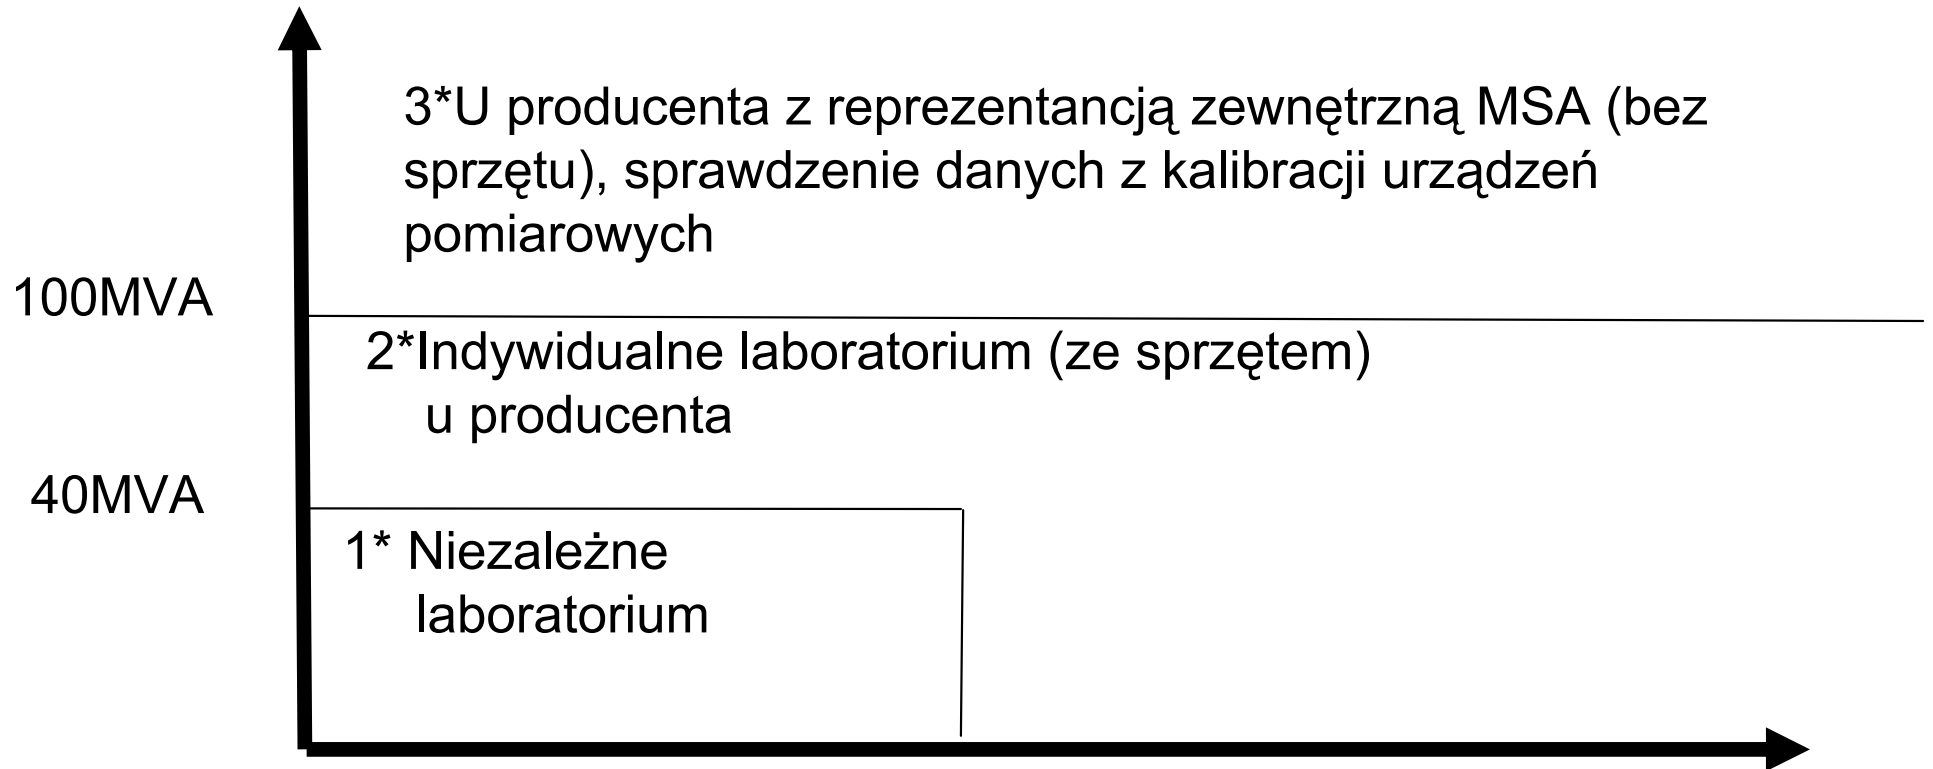 3*U producenta z reprezentancją zewnętrzną MSA (bez
sprzętu), sprawdzenie danych z kalibracji urządzeń
pomiarowych
100MVA
2*Indywidualne laboratorium (ze sprzętem)
u producenta
40MVA
1* Niezależne
laboratorium